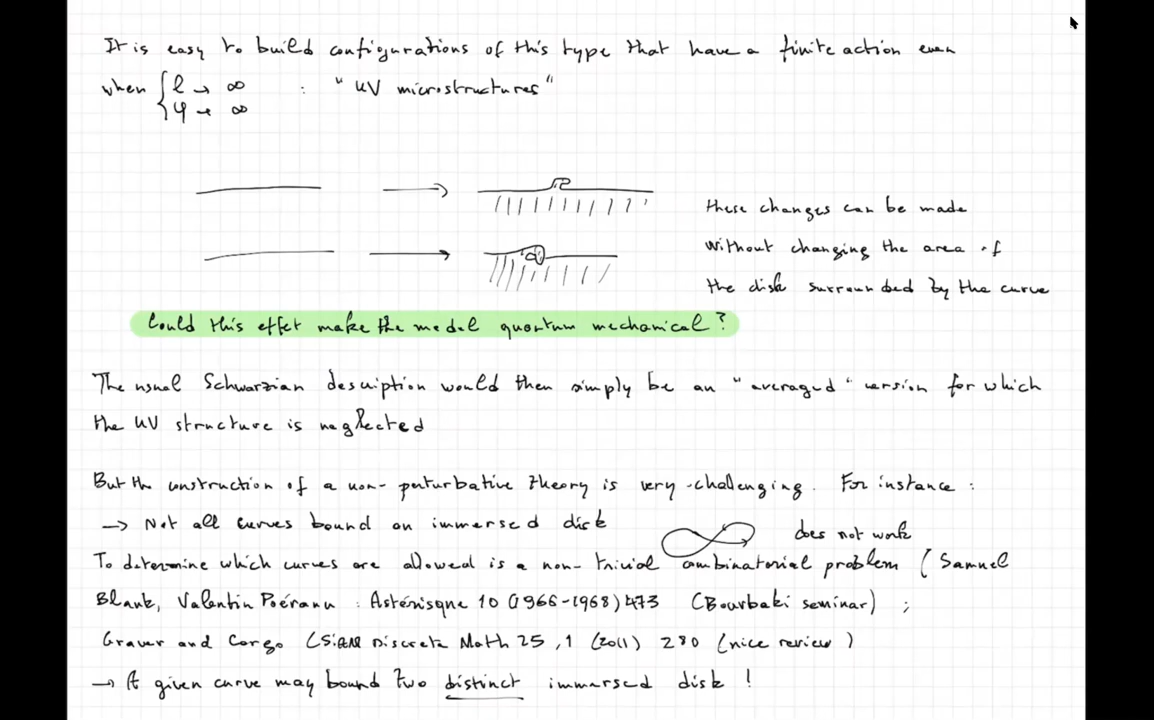 It is easy to build configurations of this type that have a finite action even
when { l → ∞ : "UV microstructures"
φ → ∞
these changes can be made
without changing the area of
the disk surrounded by the curve
Could this effet make the model quantum mechanical?
The usual Schwarzian description would then simply be an "averaged" version for which
the UV structure is neglected
But the construction of a non-perturbative theory is very challenging. For instance :
→ Not all curves bound an immersed disk
does not work
To determine which curves are allowed is a non-trivial combinatorial problem (Samuel
Blank, Valentin Poénaru : Astérisque 10 (1966-1968) 473 (Bourbaki seminar) ;
Graver and Cargo (SIAM Discrete Math 25, 1 (2011) 280 (nice review)
→ A given curve may bound two distinct immersed disk !